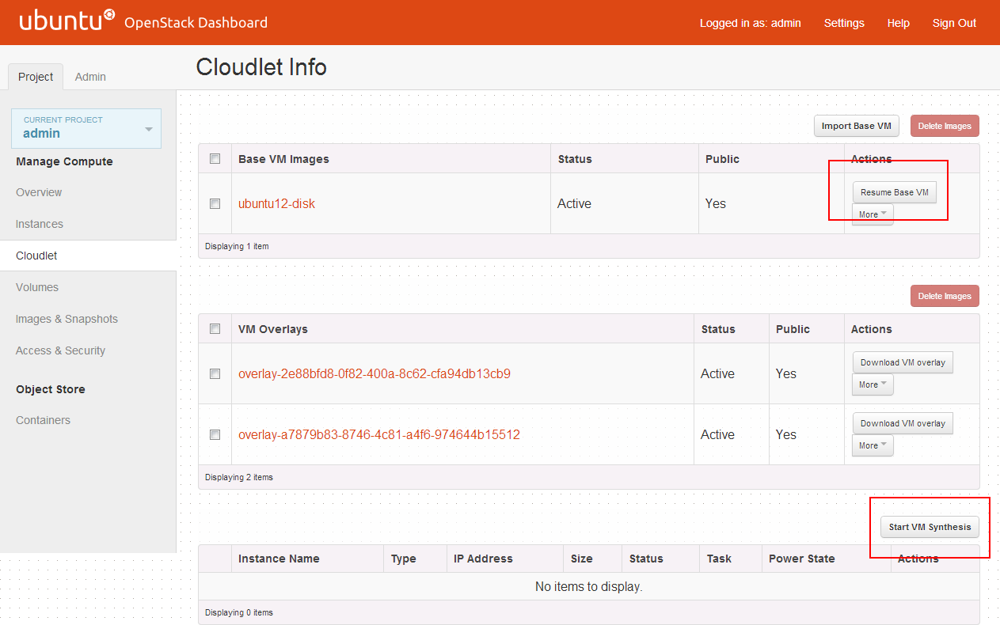 ubuntu OpenStack Dashboard Logged in as: admin Settings Help Sign Out
Project Admin
Cloudlet Info
CURRENT PROJECT
admin
Manage Compute
Overview
Instances
Cloudlet
Volumes
Images & Snapshots
Access & Security
Object Store
Containers
Import Base VM Delete Images
Base VM Images Status Public Actions
ubuntu12-disk Active Yes Resume Base VM
More
Displaying 1 item
Delete Images
VM Overlays Status Public Actions
overlay-2e88bfd8-0f82-400a-8c62-cfa94db13cb9 Active Yes Download VM overlay
More
overlay-a7879b83-8746-4c81-a4f6-974644b15512 Active Yes Download VM overlay
More
Displaying 2 items
Start VM Synthesis
Instance Name Type IP Address Size Status Task Power State Actions
No items to display.
Displaying 0 items